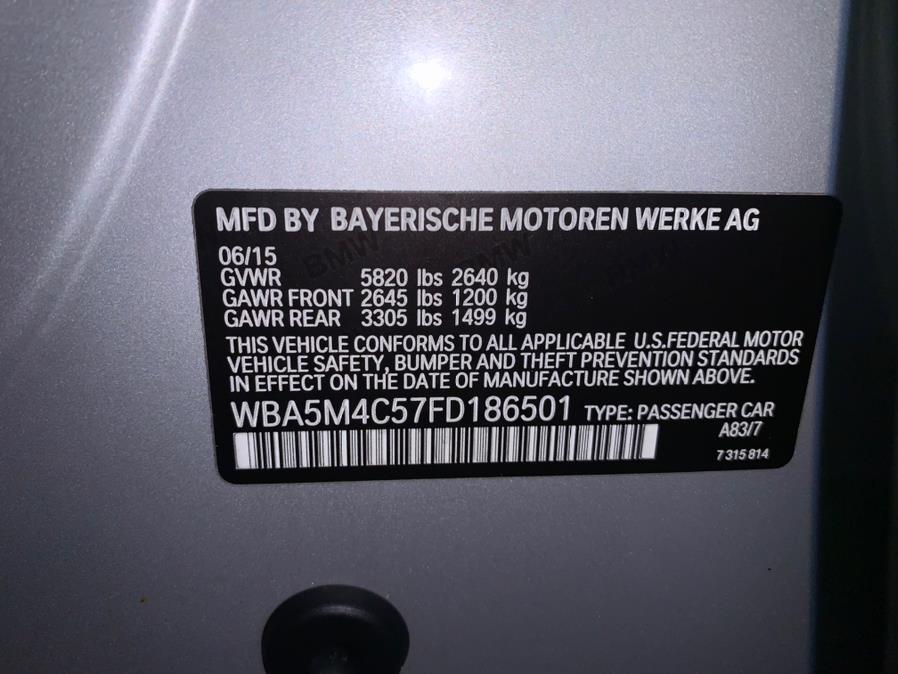 MFD BY BAYERISCHE MOTOREN WERKE AG
06/15
GVWR 5820 lbs 2640 kg
GAWR FRONT 2645 lbs 1200 kg
GAWR REAR 3305 lbs 1499 kg
THIS VEHICLE CONFORMS TO ALL APPLICABLE U.S.FEDERAL MOTOR
VEHICLE SAFETY, BUMPER AND THEFT PREVENTION STANDARDS
IN EFFECT ON THE DATE OF MANUFACTURE SHOWN ABOVE.
WBA5M4C57FD186501 TYPE: PASSENGER CAR
A83/7
7 315 814
BMW BMW BMW